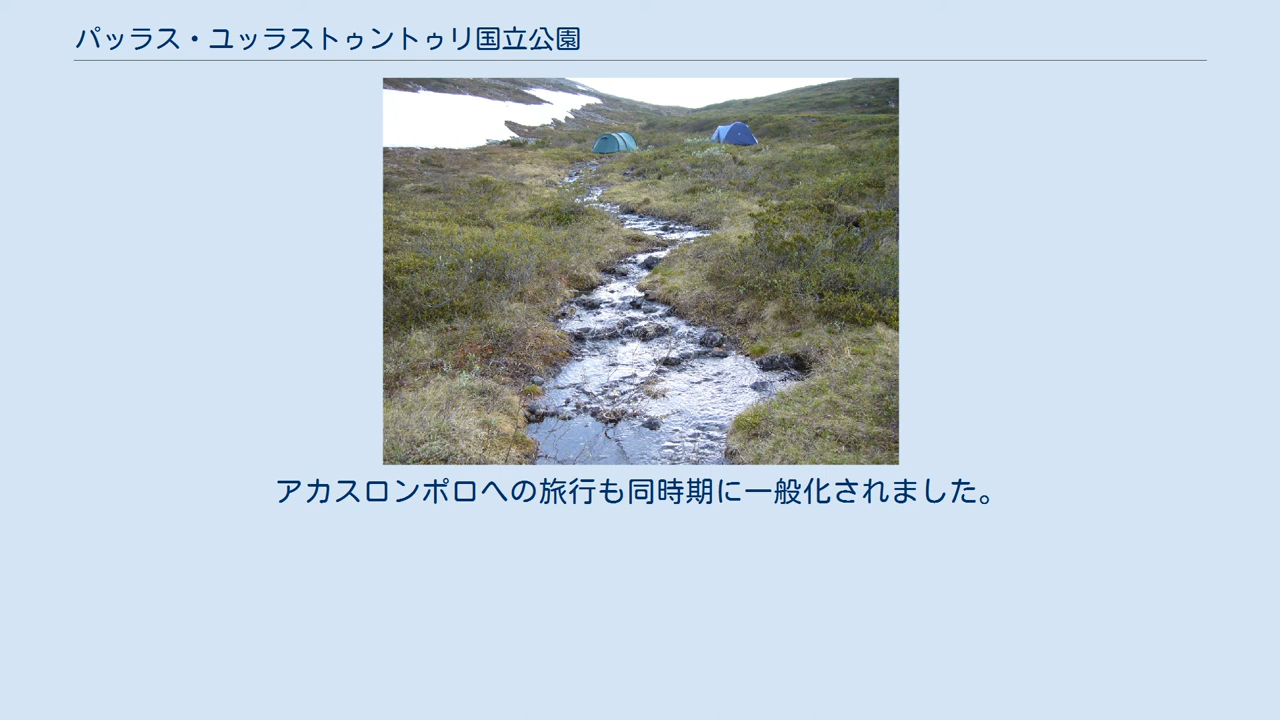 パッラス・ユッラストゥントゥリ国立公園
アカスロンポロへの旅行も同時期に一般化されました。